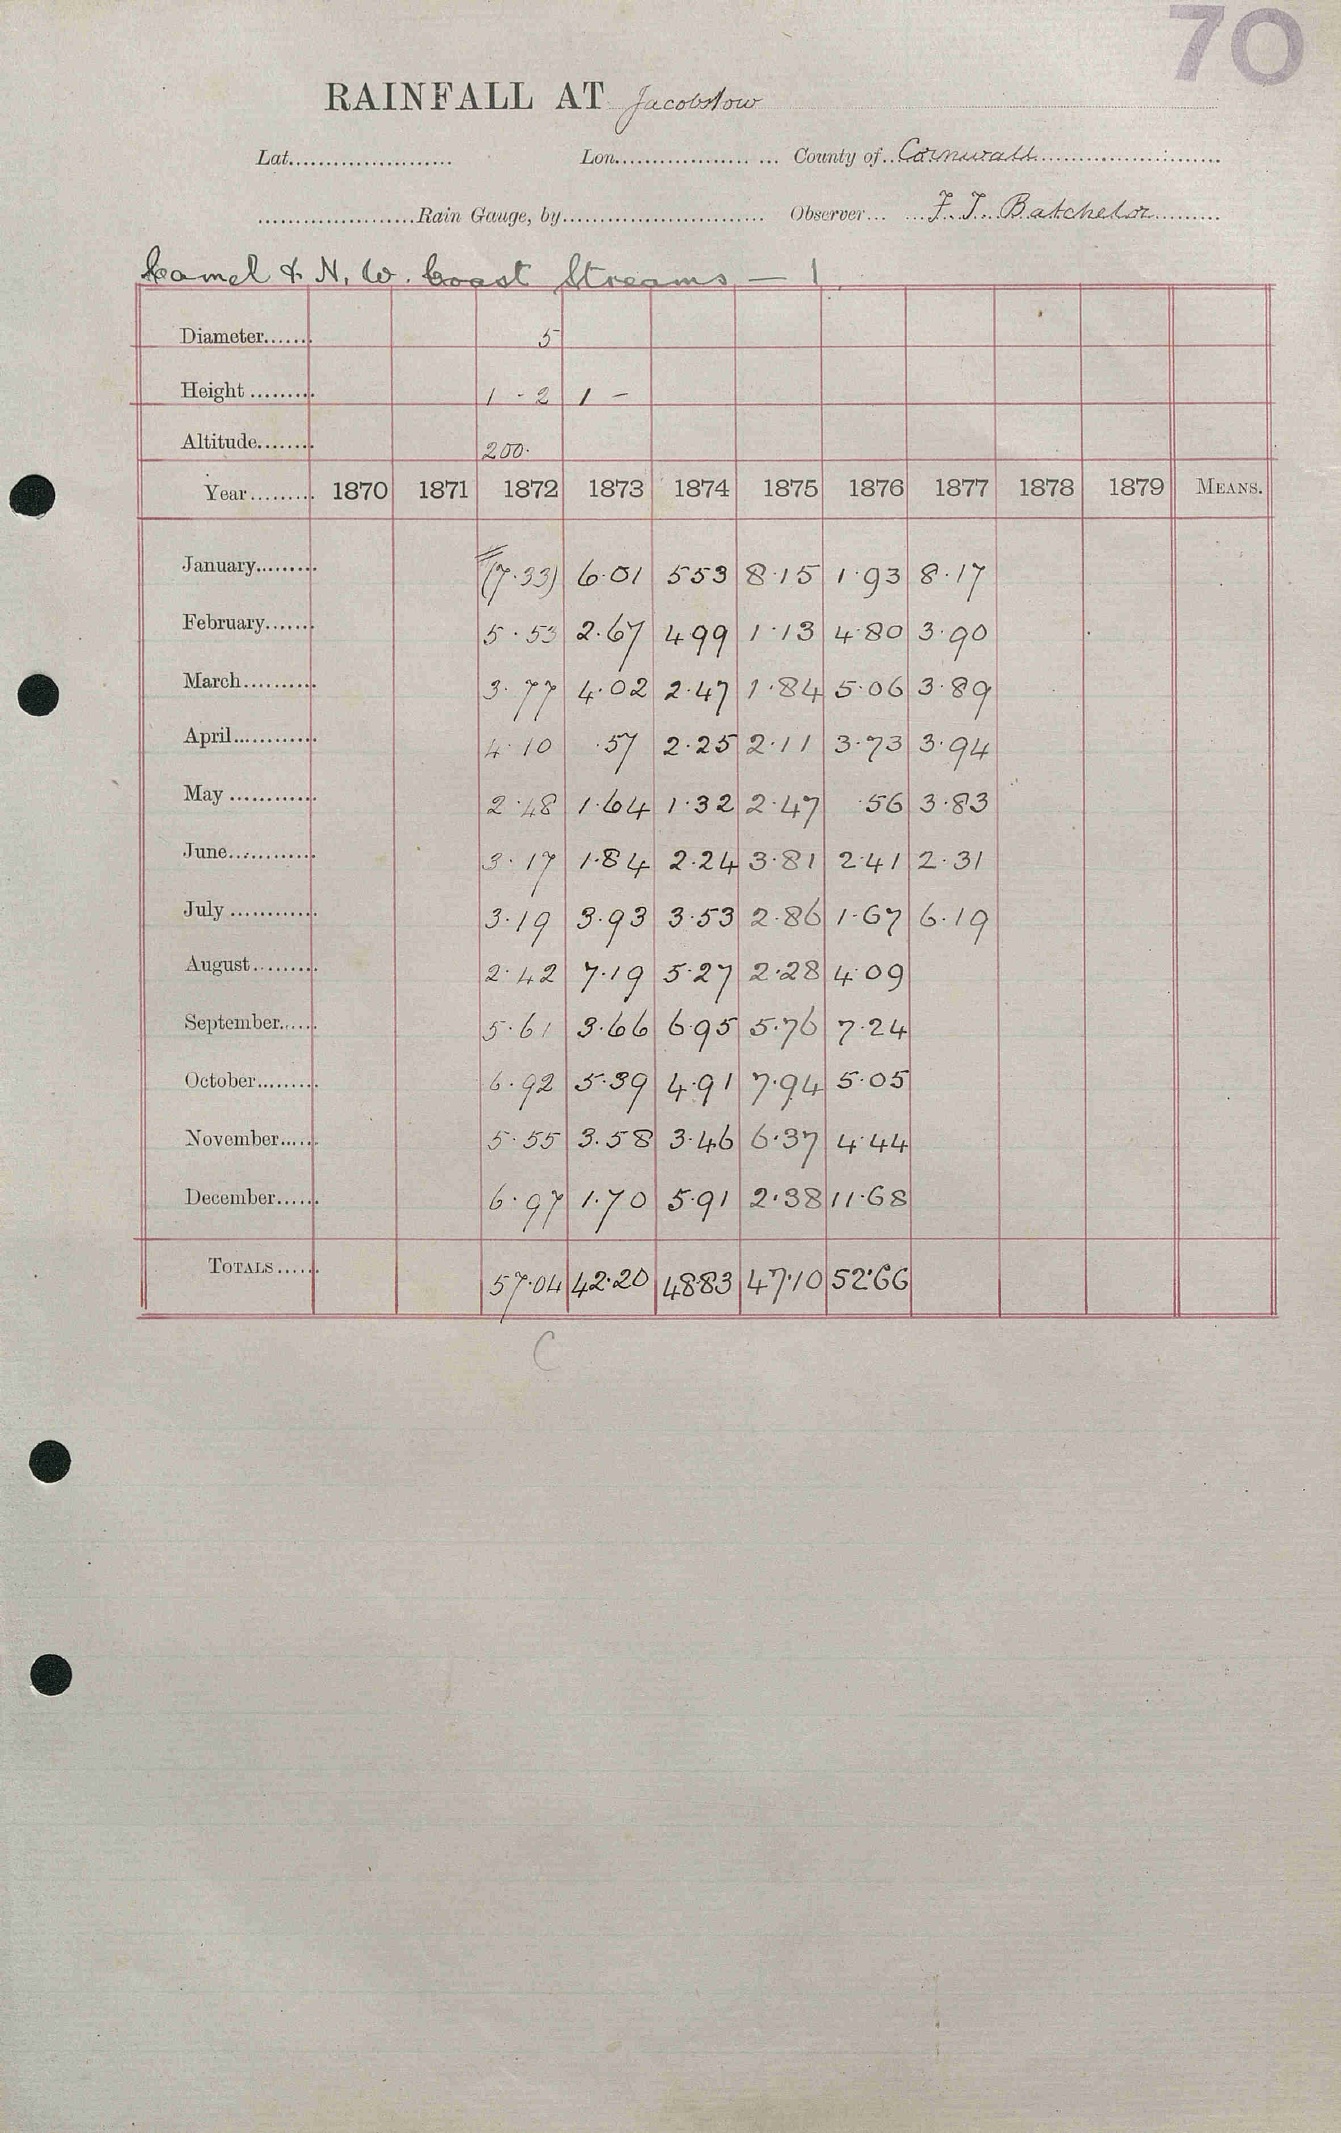 70
RAINFALL AT Jacobstow
Lat...................... Lon.................. ... County of..Cornwall........................
.....................Rain Gauge, by........................... Observer... ...F. J. Batchelor.........
Camel & N. W. Coast Streams — 1
Diameter....... 5
Height ......... 1 - 2 1 -
Altitude........ 200.
Year......... 1870 1871 1872 1873 1874 1875 1876 1877 1878 1879 MEANS.
January......... (7.33) 6.01 5.53 8.15 1.93 8.17
February....... 5.53 2.67 4.99 1.13 4.80 3.90
March.......... 3.77 4.02 2.47 1.84 5.06 3.89
April............ 4.10 .57 2.25 2.11 3.73 3.94
May ............ 2.48 1.64 1.32 2.47 .56 3.83
June............ 3.17 1.84 2.24 3.81 2.41 2.31
July ............ 3.19 3.93 3.53 2.86 1.67 6.19
August......... 2.42 7.19 5.27 2.28 4.09
September...... 5.61 3.66 6.95 5.76 7.24
October......... 6.92 5.39 4.91 7.94 5.05
November...... 5.55 3.58 3.46 6.37 4.44
December...... 6.97 1.70 5.91 2.38 11.68
TOTALS...... 57.04 42.20 48.83 47.10 52.66
C